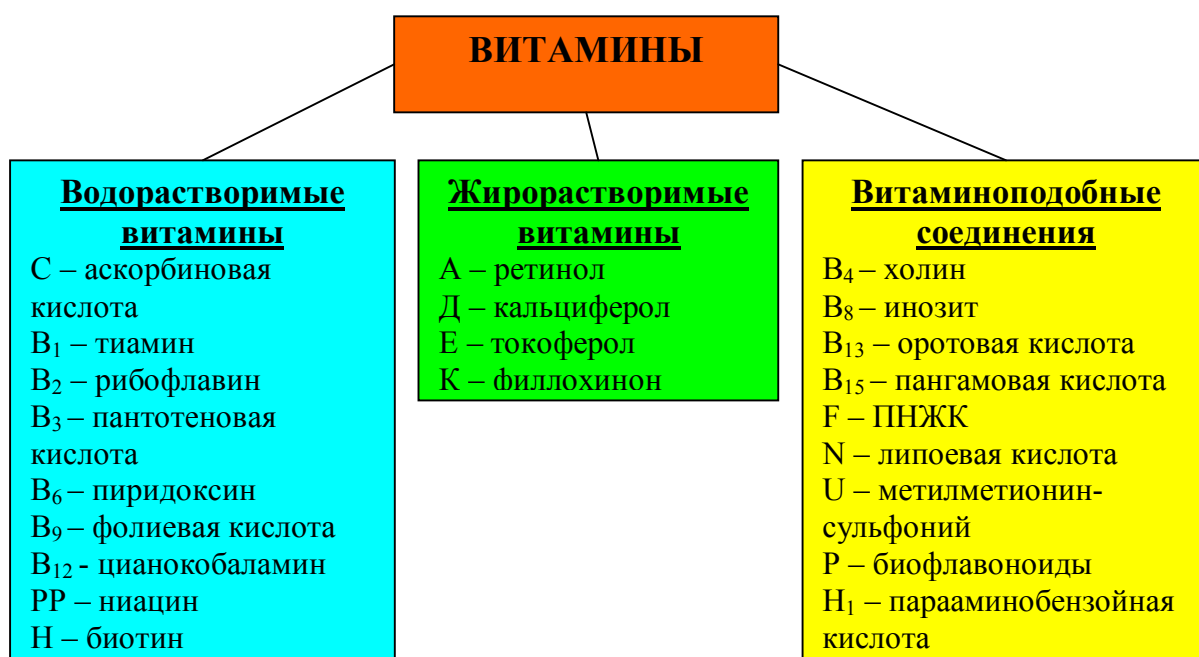 ВИТАМИНЫ
Водорастворимые
витамины
С – аскорбиновая
кислота
В₁ – тиамин
В₂ – рибофлавин
В₃ – пантотеновая
кислота
В₆ – пиридоксин
В₉ – фолиевая кислота
В₁₂ - цианокобаламин
РР – ниацин
Н – биотин
Жирорастворимые
витамины
А – ретинол
Д – кальциферол
Е – токоферол
К – филлохинон
Витаминоподобные
соединения
В₄ – холин
В₈ – инозит
В₁₃ – оротовая кислота
В₁₅ – пангамовая кислота
F – ПНЖК
N – липоевая кислота
U – метилметионин-
сульфоний
Р – биофлавоноиды
Н₁ – парааминобензойная
кислота